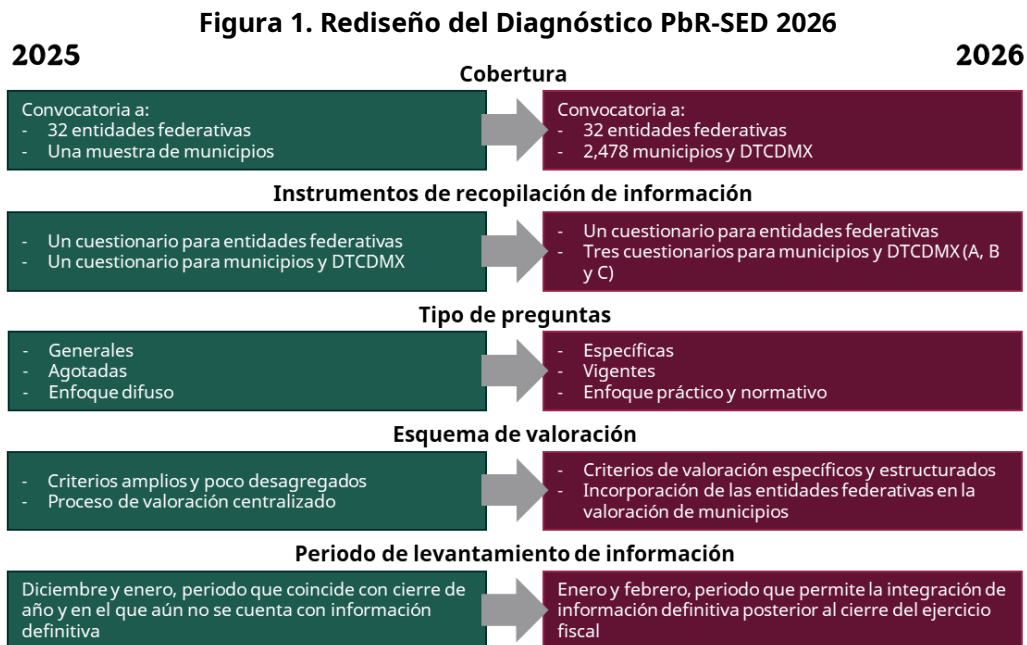 Figura 1. Rediseño del Diagnóstico PbR-SED 2026
2025
2026
Cobertura
Convocatoria a:
- 32 entidades federativas
- Una muestra de municipios
Convocatoria a:
- 32 entidades federativas
- 2,478 municipios y DTCDMX
Instrumentos de recopilación de información
- Un cuestionario para entidades federativas
- Un cuestionario para municipios y DTCDMX
- Un cuestionario para entidades federativas
- Tres cuestionarios para municipios y DTCDMX (A, B
y C)
Tipo de preguntas
- Generales
- Agotadas
- Enfoque difuso
- Específicas
- Vigentes
- Enfoque práctico y normativo
Esquema de valoración
- Criterios amplios y poco desagregados
- Proceso de valoración centralizado
- Criterios de valoración específicos y estructurados
- Incorporación de las entidades federativas en la
valoración de municipios
Periodo de levantamiento de información
Diciembre y enero, periodo que coincide con cierre de
año y en el que aún no se cuenta con información
definitiva
Enero y febrero, periodo que permite la integración de
información definitiva posterior al cierre del ejercicio
fiscal